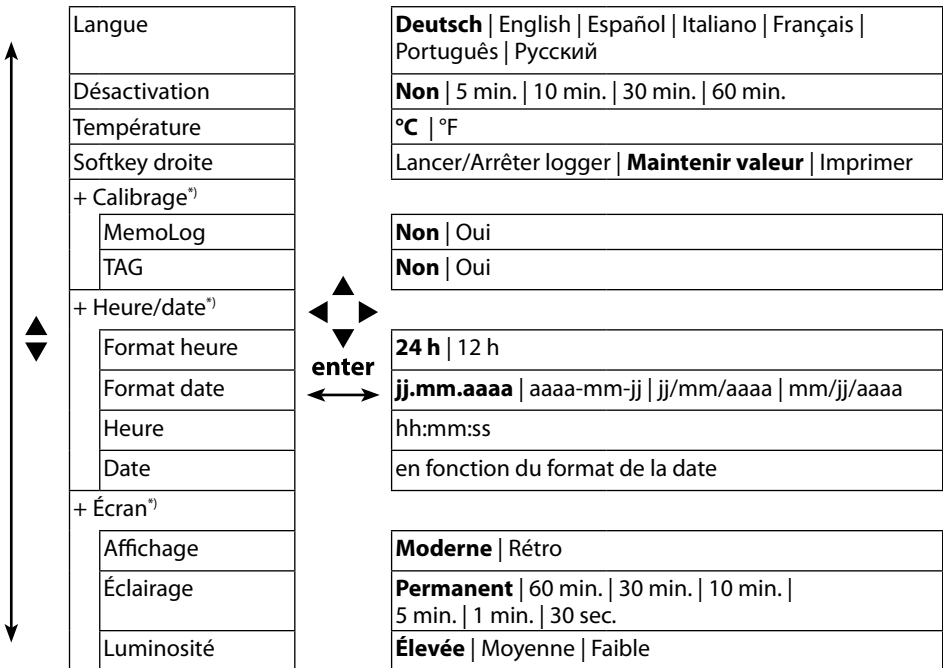 Langue
Deutsch | English | Español | Italiano | Français |
Português | Русский
Désactivation
Non | 5 min. | 10 min. | 30 min. | 60 min.
Température
°C | °F
Softkey droite
Lancer/Arrêter logger | Maintenir valeur | Imprimer
+ Calibrage*)
MemoLog
Non | Oui
TAG
Non | Oui
+ Heure/date*)
Format heure
24 h | 12 h
enter
Format date
jj.mm.aaaa | aaaa-mm-jj | jj/mm/aaaa | mm/jj/aaaa
Heure
hh:mm:ss
Date
en fonction du format de la date
+ Écran*)
Affichage
Moderne | Rétro
Éclairage
Permanent | 60 min. | 30 min. | 10 min. |
5 min. | 1 min. | 30 sec.
Luminosité
Élevée | Moyenne | Faible